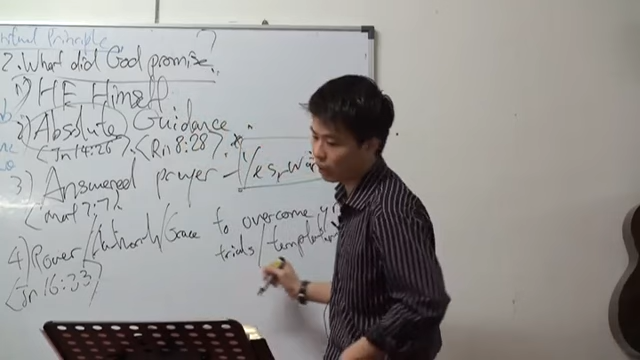 Principle
2. What did God promise
1) HE Himself
2) Absolute Guidance
<Jn 14:26>, <Rm 8:28>
3) Answered prayer - Yes, Wait
<Matt 7:7>
4) Power/Authority/Grace to overcome
trials/temptation
<Jn 16:33>